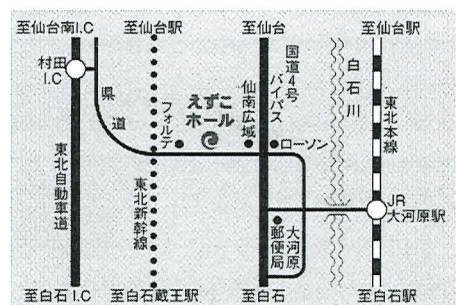 至仙台南I.C
至仙台駅
至仙台
至仙台駅
村田
I.C
県道
フォルテ
えずこ
ホール
仙南広域
国道4号
バイパス
ローソン
白石川
東北本線
東北自動車道
東北新幹線
大河原
郵便局
JR
大河原駅
至白石I.C
至白石蔵王駅
至白石
至白石駅